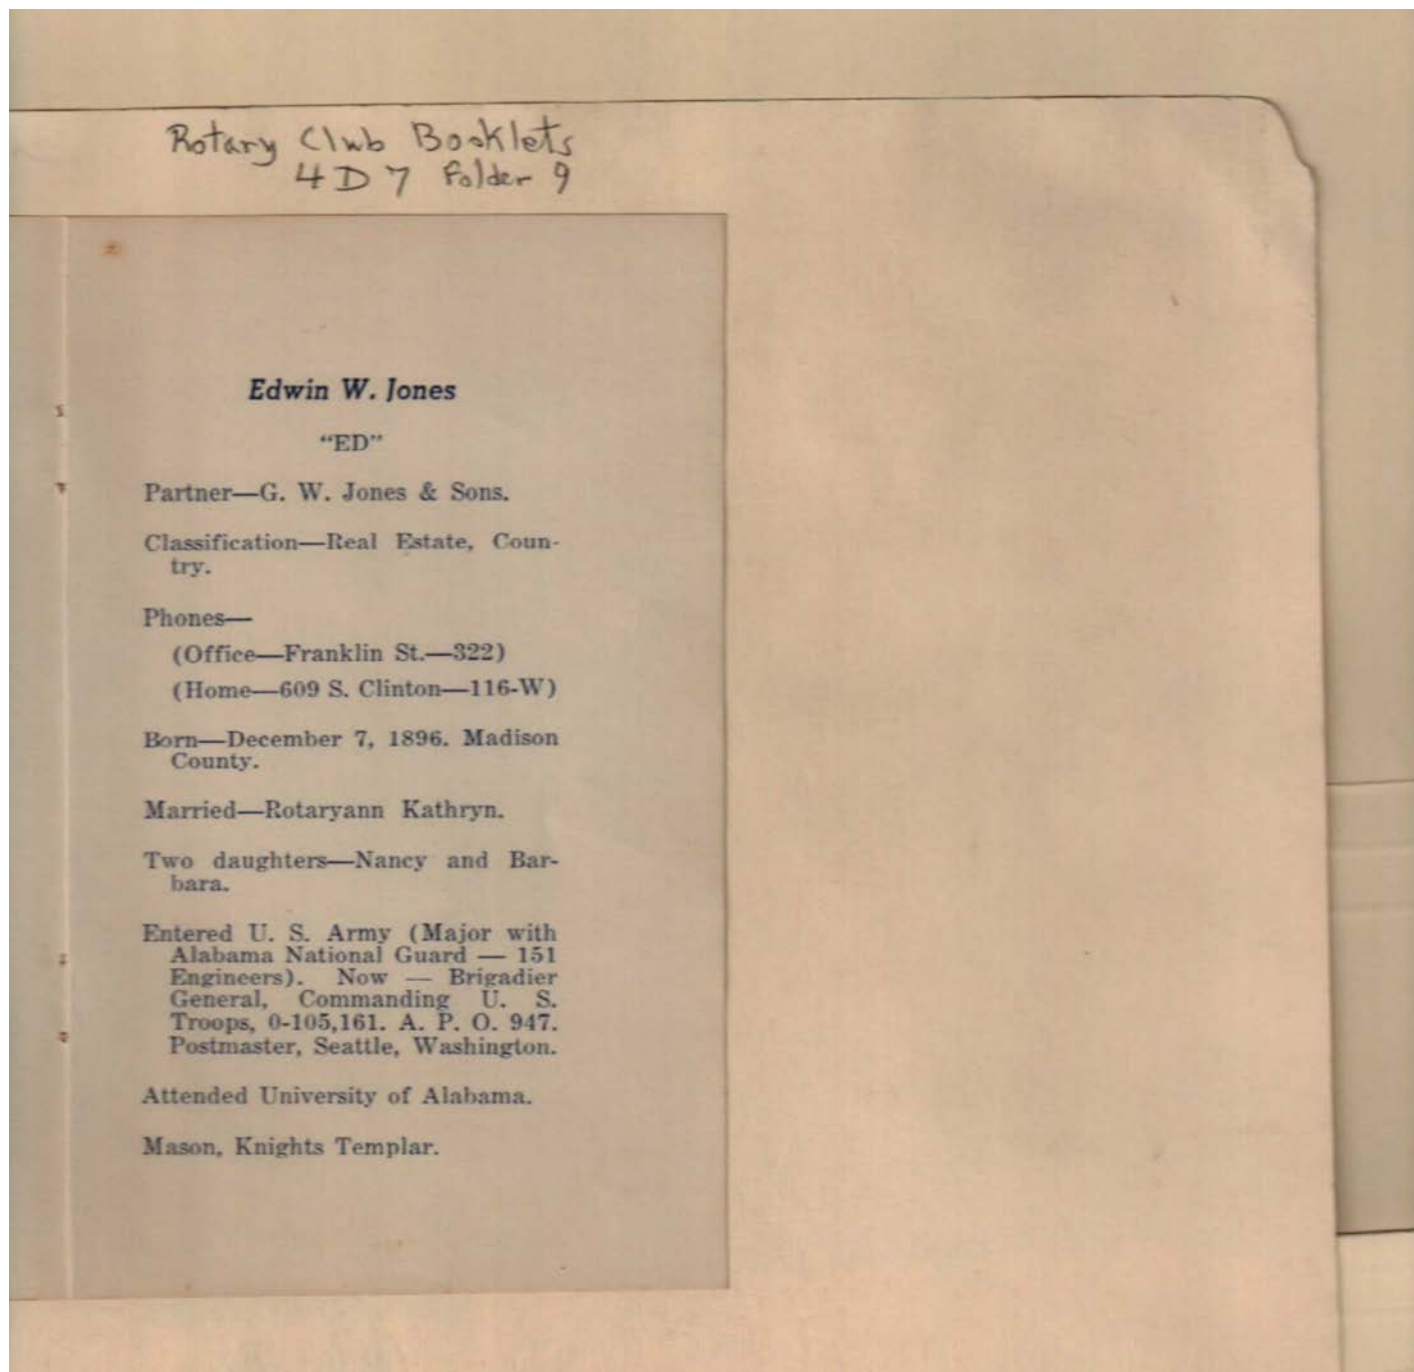 Rotary Club Booklets
4D7 Folder 9
Edwin W. Jones
“ED”
Partner—G. W. Jones & Sons.
Classification—Real Estate, Coun-
try.
Phones—
(Office—Franklin St.—322)
(Home—609 S. Clinton—116-W)
Born—December 7, 1896. Madison
County.
Married—Rotaryann Kathryn.
Two daughters—Nancy and Bar-
bara.
Entered U. S. Army (Major with
Alabama National Guard — 151
Engineers). Now — Brigadier
General, Commanding U. S.
Troops, 0-105,161. A. P. O. 947.
Postmaster, Seattle, Washington.
Attended University of Alabama.
Mason, Knights Templar.